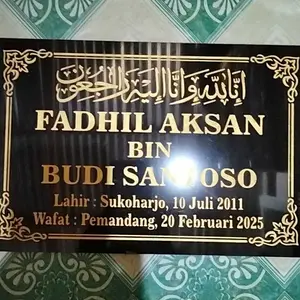 إنا لله وإنا إليه راجعون
FADHIL AKSAN
BIN
BUDI SANTOSO
Lahir : Sukoharjo, 10 Juli 2011
Wafat : Pemandang, 20 Februari 2025